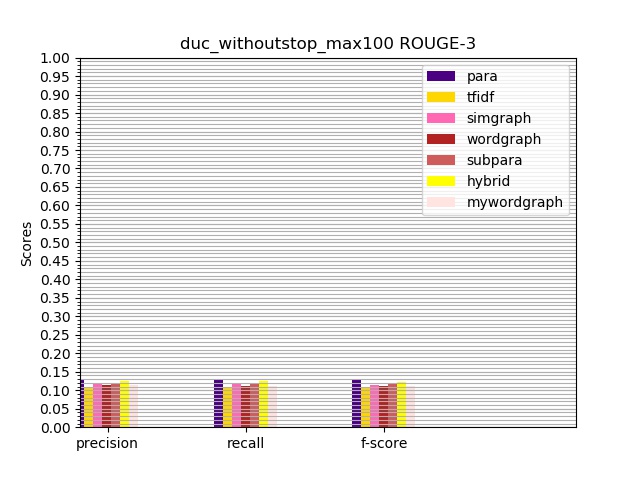 duc_withoutstop_max100 ROUGE-3
1.00
0.95
0.90
0.85
0.80
0.75
0.70
0.65
0.60
0.55
0.50
0.45
0.40
0.35
0.30
0.25
0.20
0.15
0.10
0.05
0.00
Scores
para
tfidf
simgraph
wordgraph
subpara
hybrid
mywordgraph
precision
recall
f-score